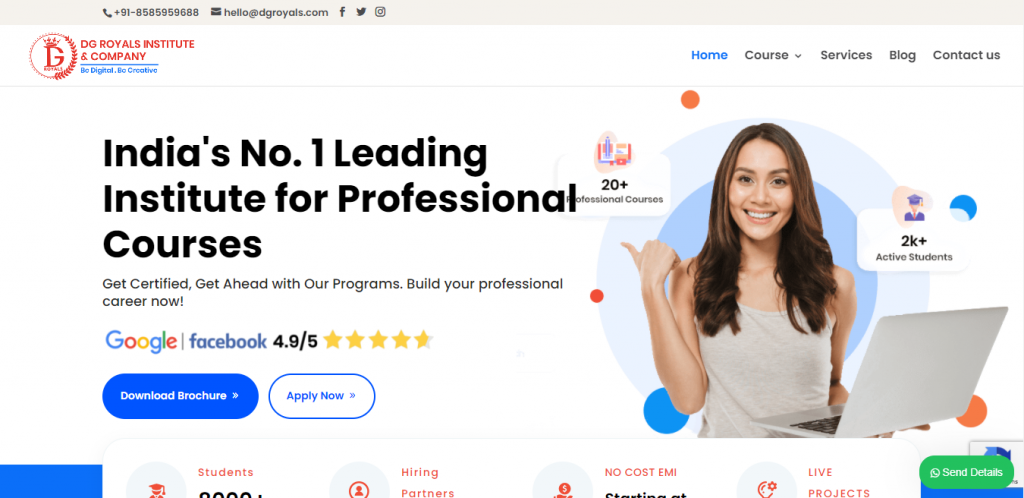 +91-8585959688 hello@dgroyals.com
DG ROYALS INSTITUTE
& COMPANY
Be Digital. Be Creative
DG
ROYALS
Home Course Services Blog Contact us
India's No. 1 Leading
Institute for Professional
Courses
20+
Professional Courses
2k+
Active Students
Get Certified, Get Ahead with Our Programs. Build your professional
career now!
Google | facebook 4.9/5
Download Brochure »
Apply Now »
Students
8000+
Hiring
Partners
NO COST EMI
Starting at
LIVE
PROJECTS
Send Details